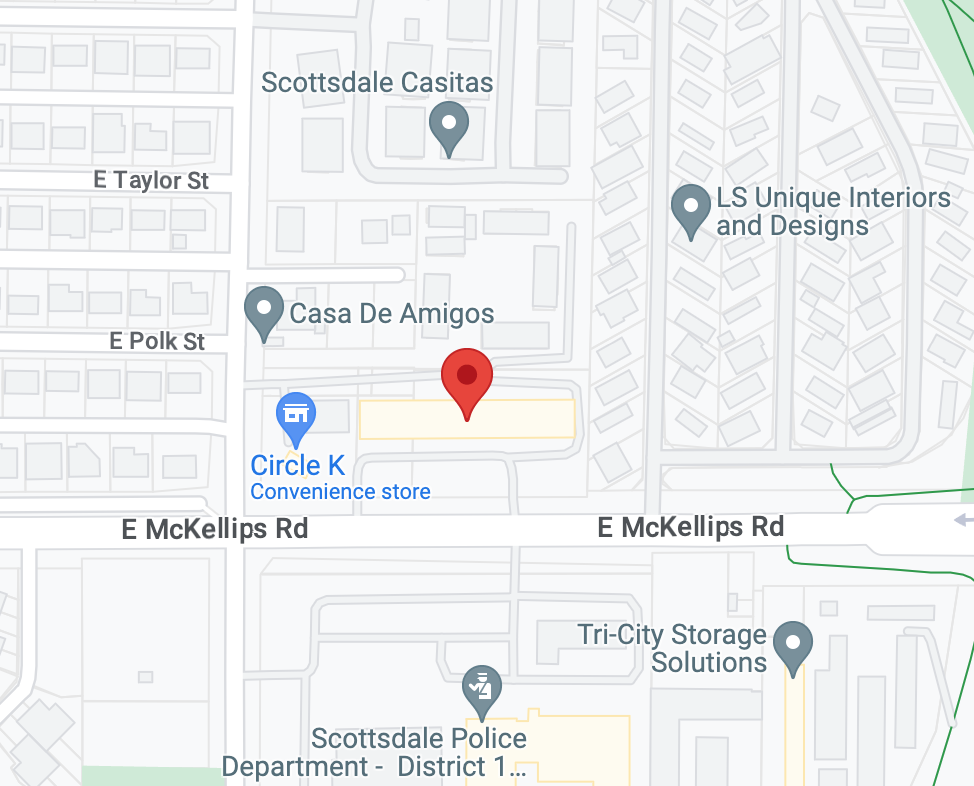 Scottsdale Casitas
E Taylor St
LS Unique Interiors
and Designs
Casa De Amigos
E Polk St
Circle K
Convenience store
E McKellips Rd
E McKellips Rd
Tri-City Storage
Solutions
Scottsdale Police
Department - District 1...